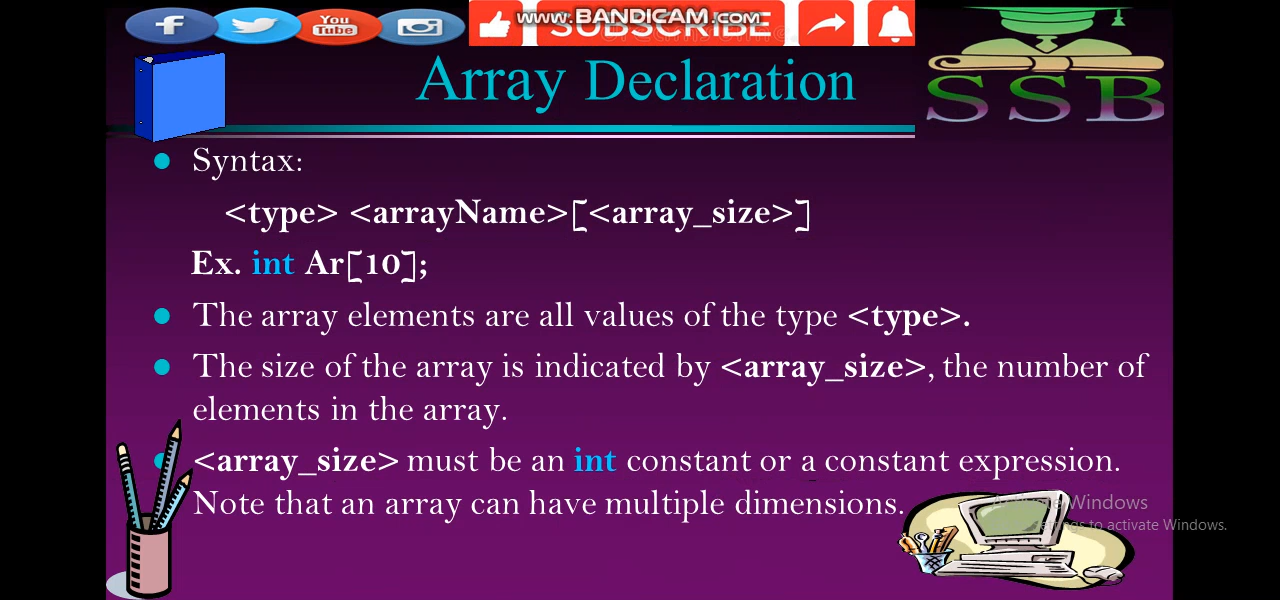 www.BANDICAM.com
You
Tube
SUBSCRIBE
Array Declaration
SSB
Syntax:
<type> <arrayName>[<array_size>]
Ex. int Ar[10];
The array elements are all values of the type <type>.
The size of the array is indicated by <array_size>, the number of
elements in the array.
<array_size> must be an int constant or a constant expression.
Note that an array can have multiple dimensions.
Windows
to activate Windows.